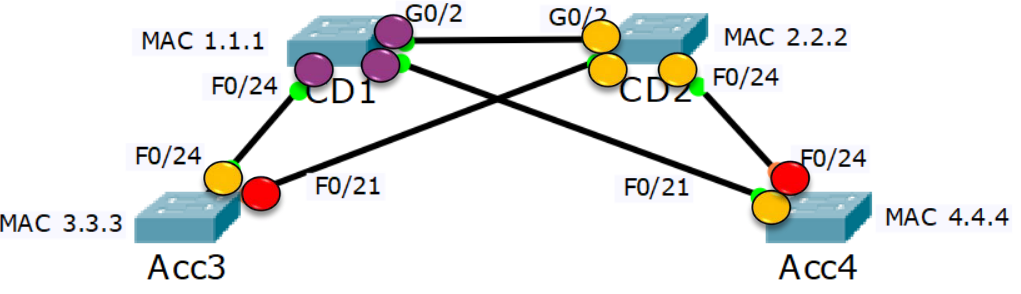 G0/2
G0/2
MAC 1.1.1
MAC 2.2.2
F0/24
CD1
CD2
F0/24
F0/24
F0/21
F0/21
F0/24
MAC 3.3.3
MAC 4.4.4
Acc3
Acc4